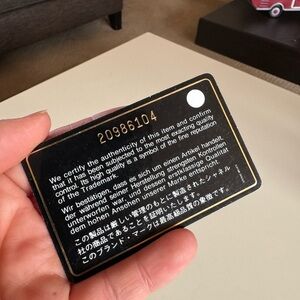 20986104
We certify the authenticity of this item and confirm
that it has been subjected to the most exacting quality
control. Its high quality is a symbol of the fine reputation
of the Trademark.
Wir bestätigen, dass es sich um einen Artikel handelt,
der während seiner Herstellung strengsten Kontrollen
unterworfen war, und dessen erstklassige Qualität
dem hohen Ansehen unserer Marke entspricht.
この製品は厳しい管理のもとに製造されたシャネル
社の商品であることを証明いたします。
このブランド・マークは最高級品質の象徴です。